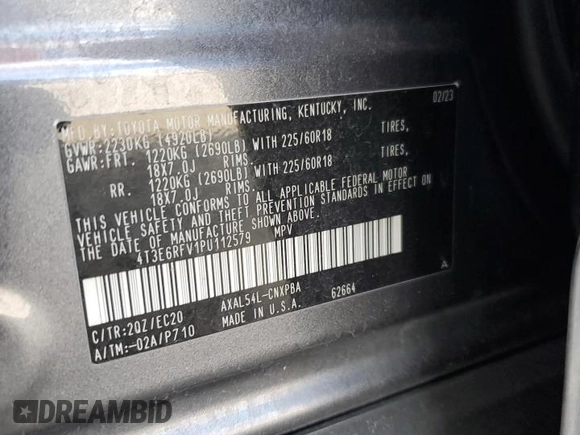 MFD.BY:TOYOTA MOTOR MANUFACTURING, KENTUCKY, INC. 02/23
GVWR:2230KG (4920LB)
GAWR:FRT. 1220KG (2690LB) WITH 225/60R18 TIRES,
18X7.0J RIMS,
RR. 1220KG (2690LB) WITH 225/60R18 TIRES,
18X7.0J RIMS.
THIS VEHICLE CONFORMS TO ALL APPLICABLE FEDERAL MOTOR
VEHICLE SAFETY AND THEFT PREVENTION STANDARDS IN EFFECT ON
THE DATE OF MANUFACTURE SHOWN ABOVE.
4T3E6RFV1PU112579 MPV
C/TR:2QZ/EC20 AXAL54L-CNXPBA 62664
A/TM:-02A/P710 MADE IN U.S.A.
DREAMBID